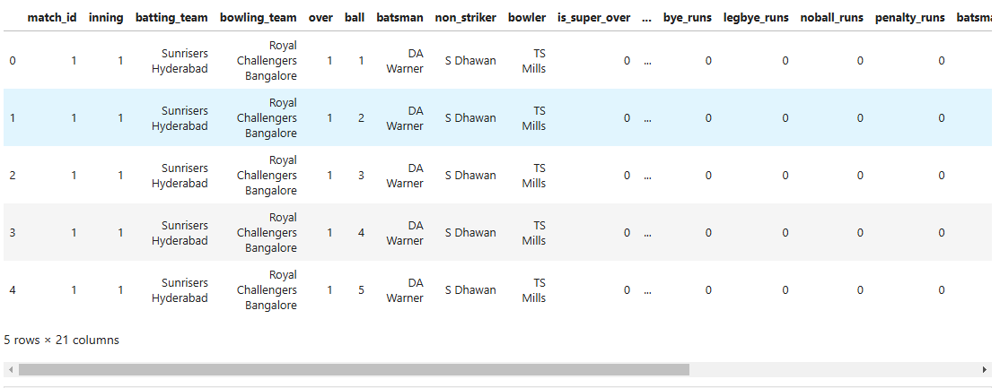 match_id inning batting_team bowling_team over ball batsman non_striker bowler is_super_over ... bye_runs legbye_runs noball_runs penalty_runs batsma
0 1 1 Sunrisers Hyderabad Royal Challengers Bangalore 1 1 DA Warner S Dhawan TS Mills 0 ... 0 0 0 0
1 1 1 Sunrisers Hyderabad Royal Challengers Bangalore 1 2 DA Warner S Dhawan TS Mills 0 ... 0 0 0 0
2 1 1 Sunrisers Hyderabad Royal Challengers Bangalore 1 3 DA Warner S Dhawan TS Mills 0 ... 0 0 0 0
3 1 1 Sunrisers Hyderabad Royal Challengers Bangalore 1 4 DA Warner S Dhawan TS Mills 0 ... 0 0 0 0
4 1 1 Sunrisers Hyderabad Royal Challengers Bangalore 1 5 DA Warner S Dhawan TS Mills 0 ... 0 0 0 0
5 rows × 21 columns